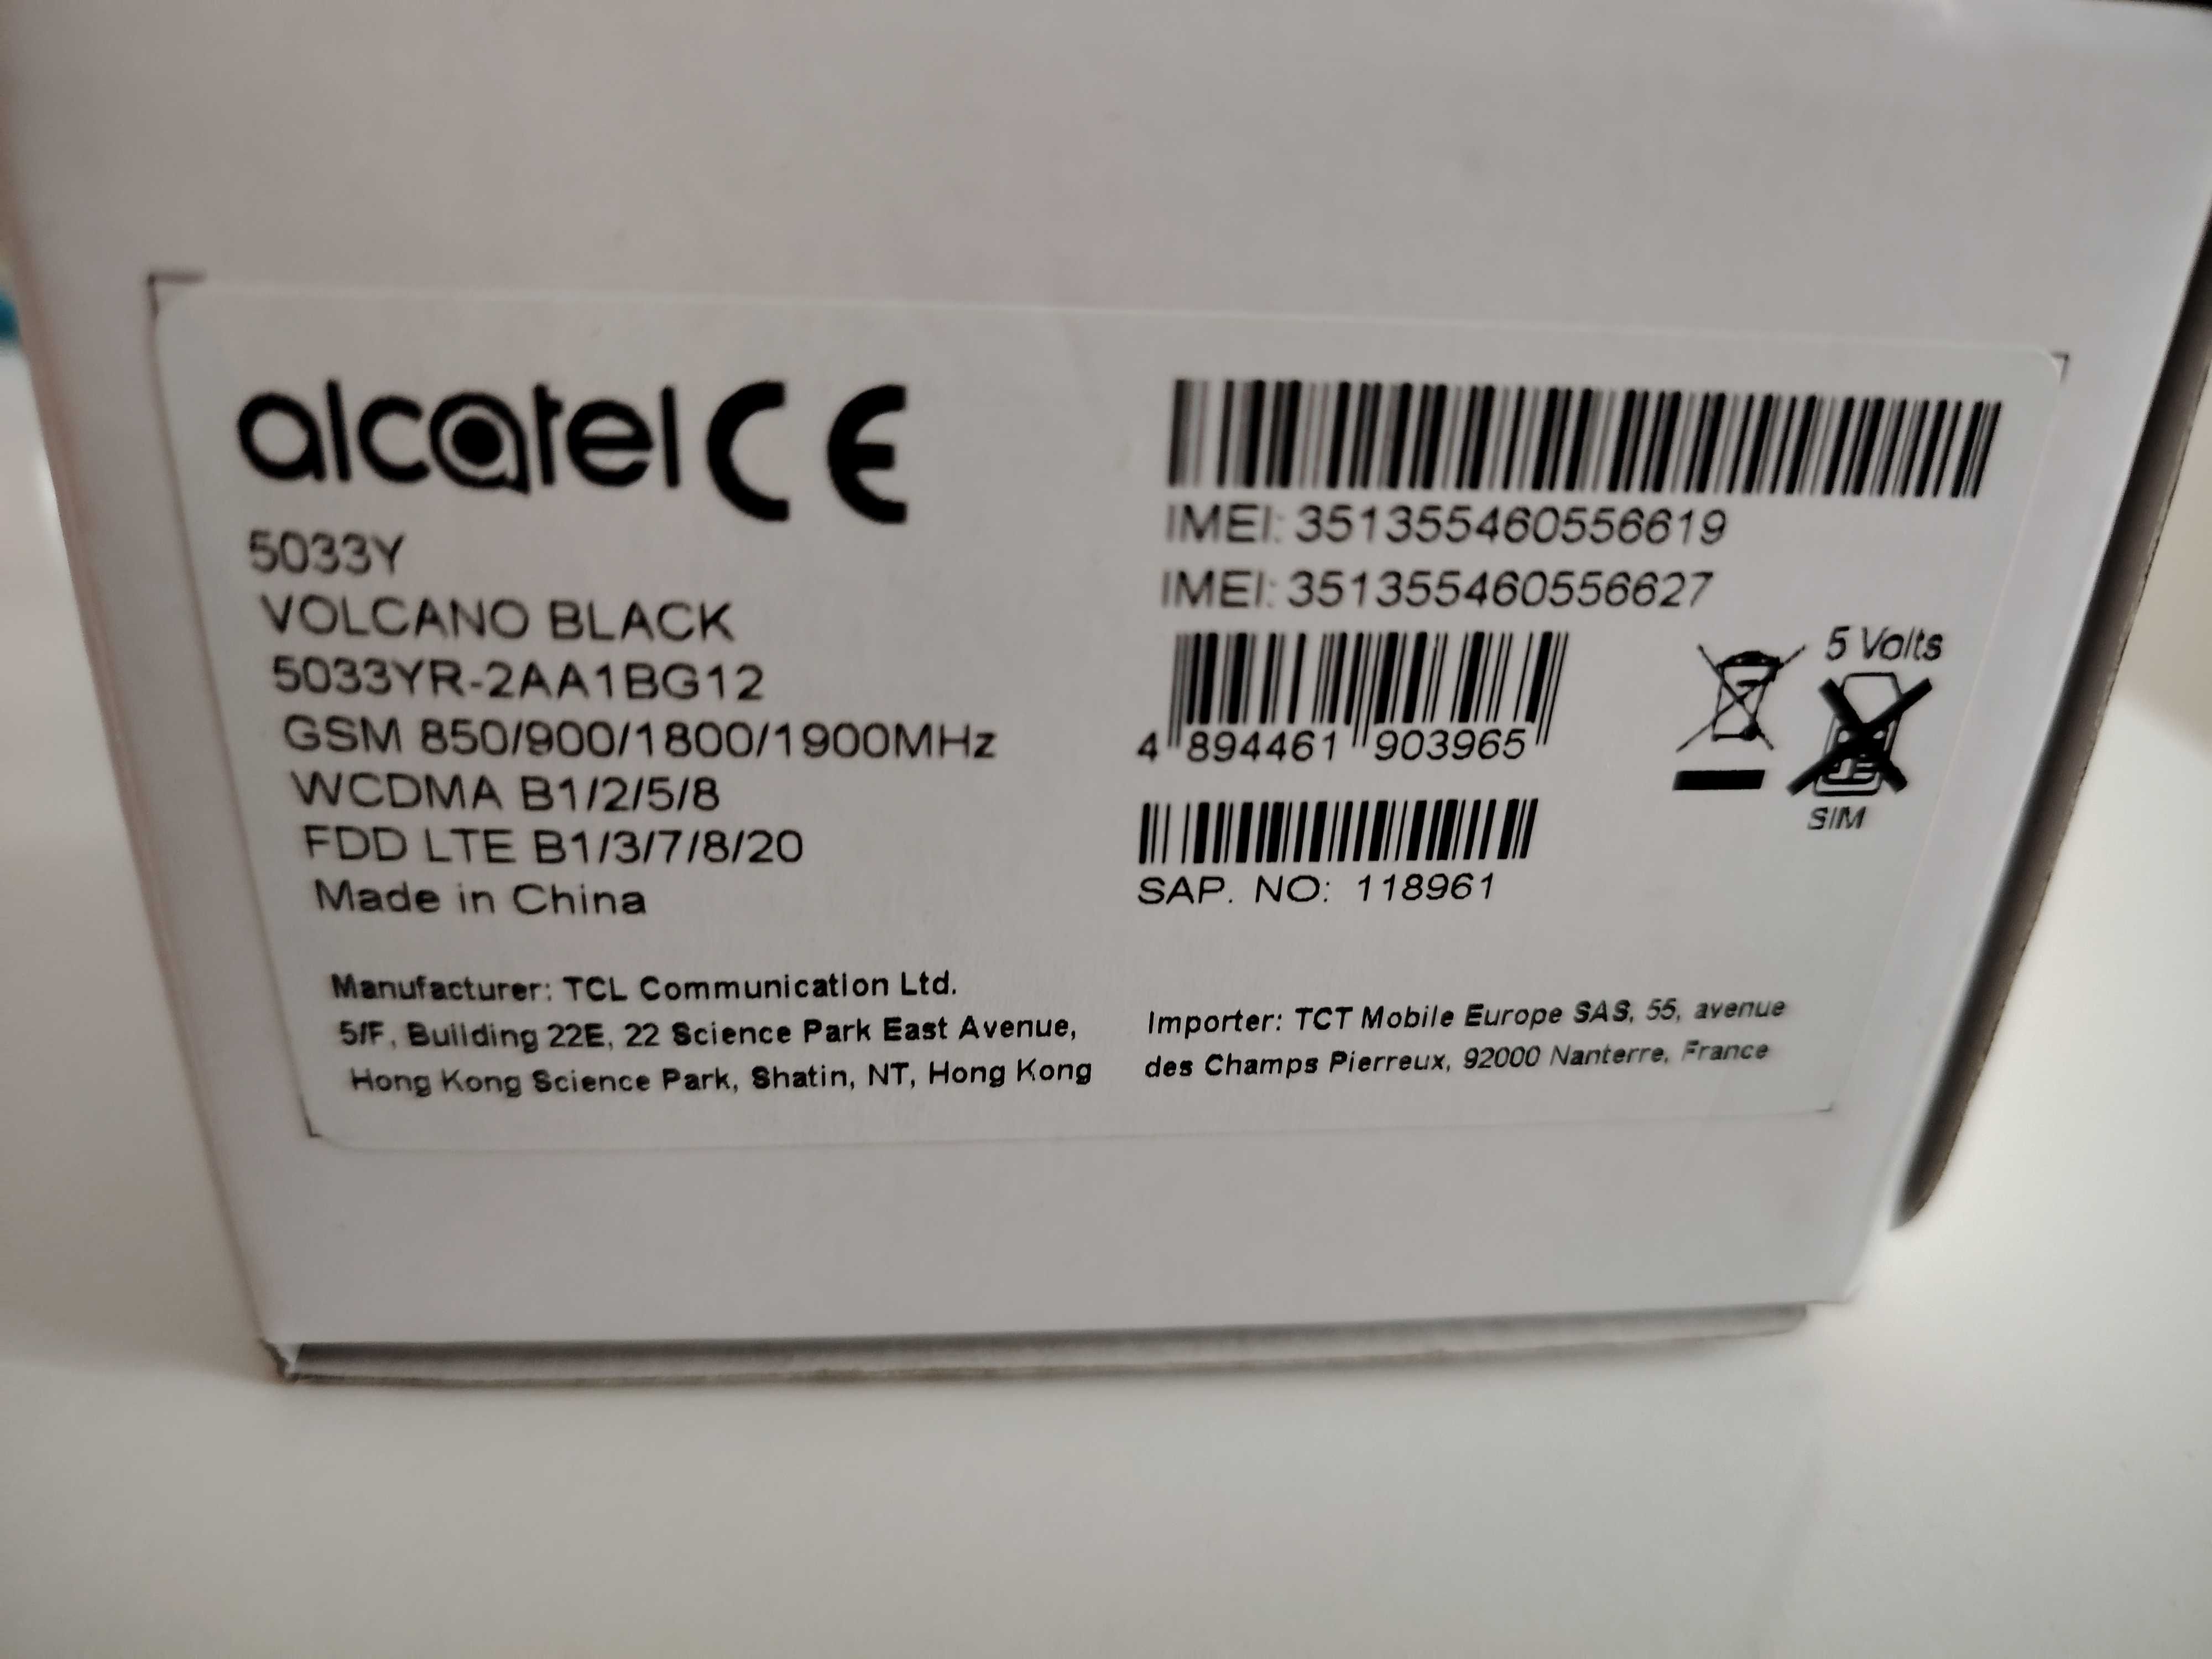 alcatel CE
5033Y
VOLCANO BLACK
5033YR-2AA1BG12
GSM 850/900/1800/1900MHz
WCDMA B1/2/5/8
FDD LTE B1/3/7/8/20
Made in China
Manufacturer: TCL Communication Ltd.
5/F, Building 22E, 22 Science Park East Avenue,
Hong Kong Science Park, Shatin, NT, Hong Kong
IMEI: 351355460556619
IMEI: 351355460556627
4 894461 903965
5 Volts
SIM
SAP. NO: 118961
Importer: TCT Mobile Europe SAS, 55, avenue
des Champs Pierreux, 92000 Nanterre, France